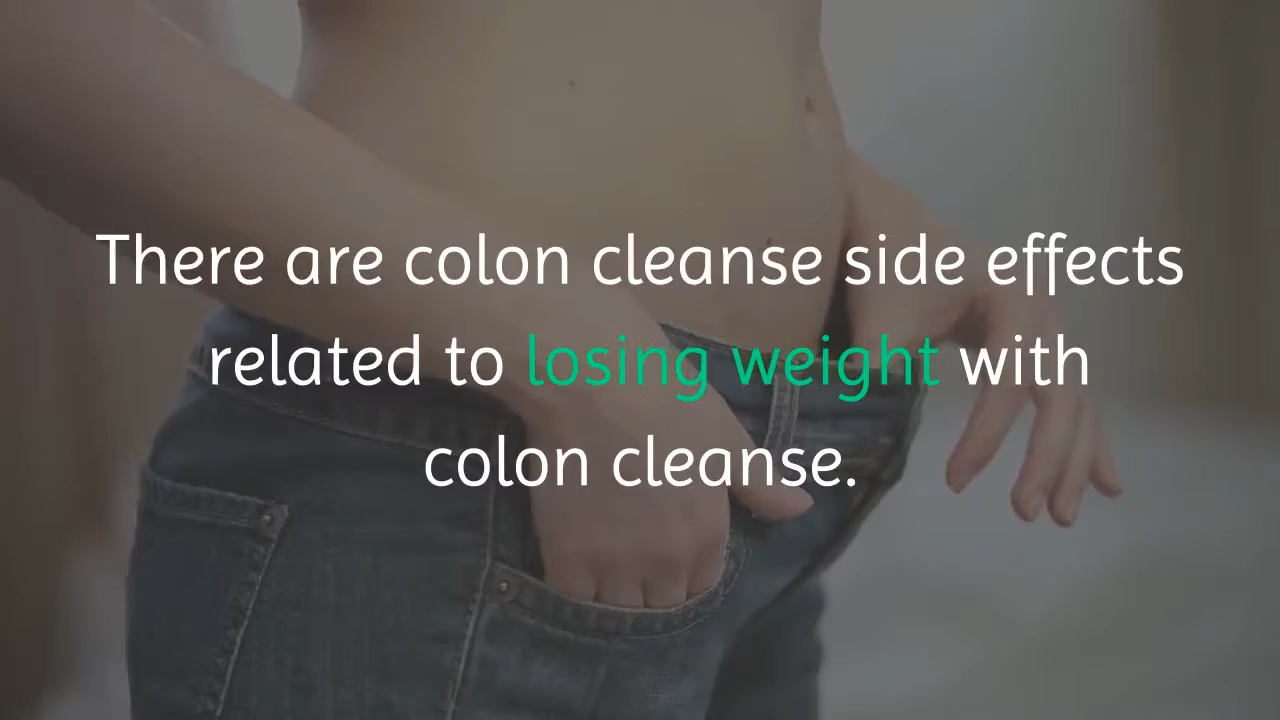 There are colon cleanse side effects
related to losing weight with
colon cleanse.